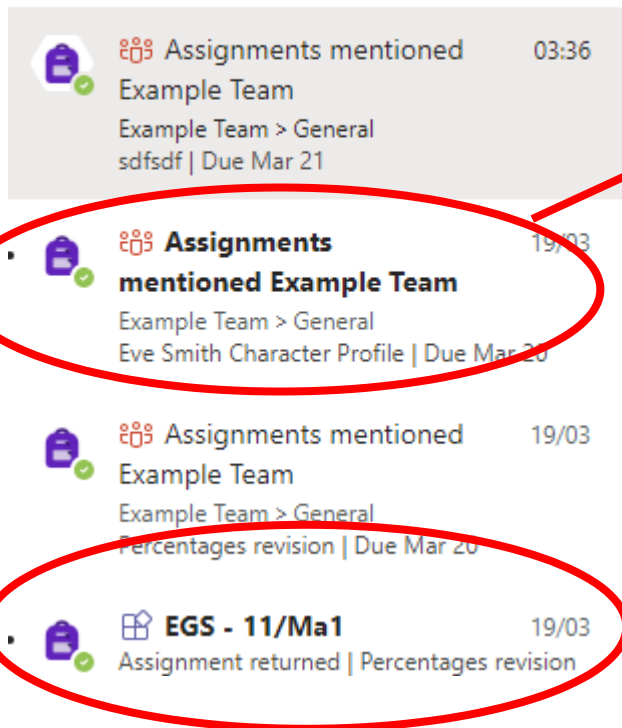 Assignments mentioned 03:36
Example Team
Example Team > General
sdfsdf | Due Mar 21
Assignments 19/03
mentioned Example Team
Example Team > General
Eve Smith Character Profile | Due Mar 20
Assignments mentioned 19/03
Example Team
Example Team > General
Percentages revision | Due Mar 20
EGS - 11/Ma1 19/03
Assignment returned | Percentages revision